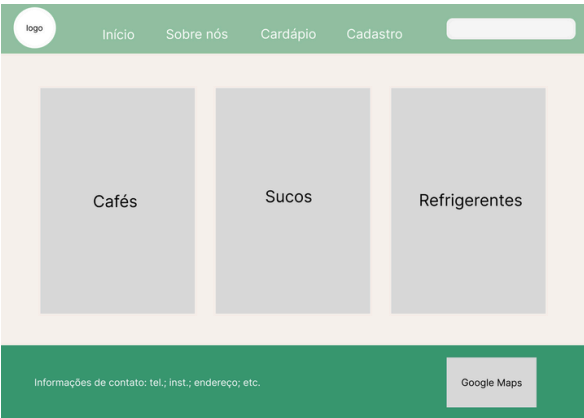 logo
Início
Sobre nós
Cardápio
Cadastro
Cafés
Sucos
Refrigerentes
Informações de contato: tel.; inst.; endereço; etc.
Google Maps